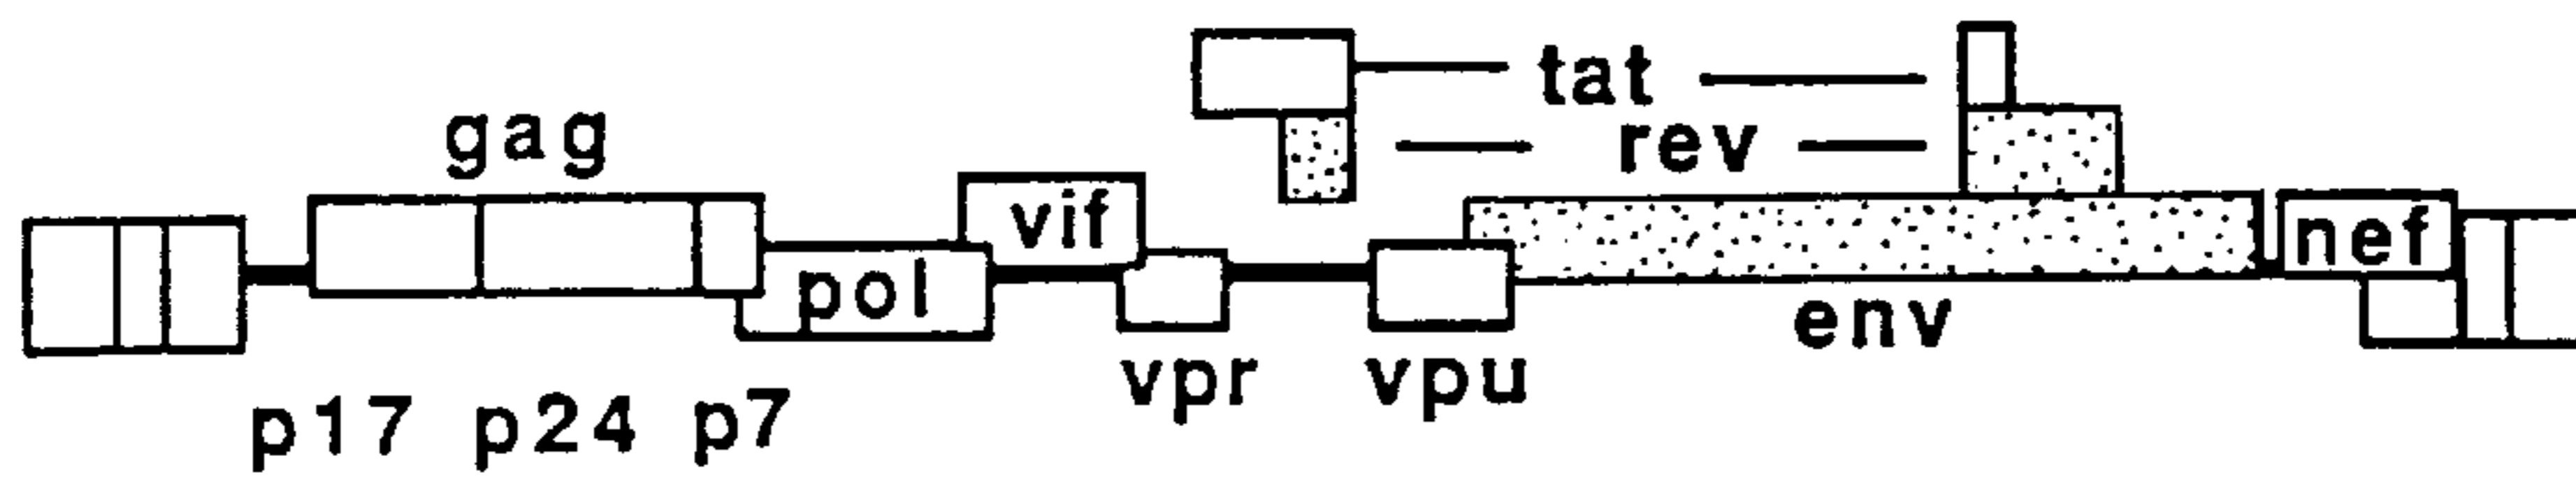 tat
gag
rev
vif
nef
pol
env
vpr vpu
p17 p24 p7